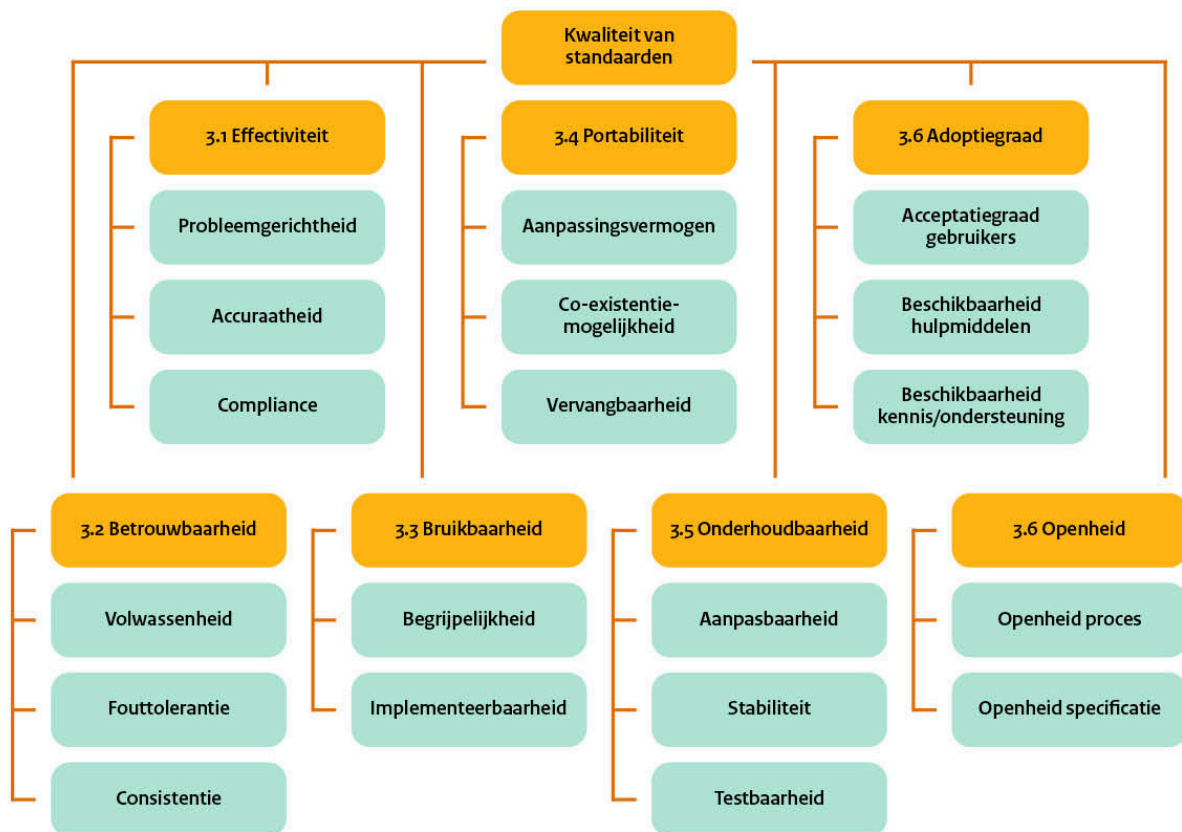 Kwaliteit van
standaarden
3.1 Effectiviteit
Probleemgerichtheid
Accuraatheid
Compliance
3.4 Portabiliteit
Aanpassingsvermogen
Co-existentie-
mogelijkheid
Vervangbaarheid
3.6 Adoptiegraad
Acceptatiegraad
gebruikers
Beschikbaarheid
hulpmiddelen
Beschikbaarheid
kennis/ondersteuning
3.2 Betrouwbaarheid
Volwassenheid
Fouttolerantie
Consistentie
3.3 Bruikbaarheid
Begrijpelijkheid
Implementeerbaarheid
3.5 Onderhoudbaarheid
Aanpasbaarheid
Stabiliteit
Testbaarheid
3.6 Openheid
Openheid proces
Openheid specificatie